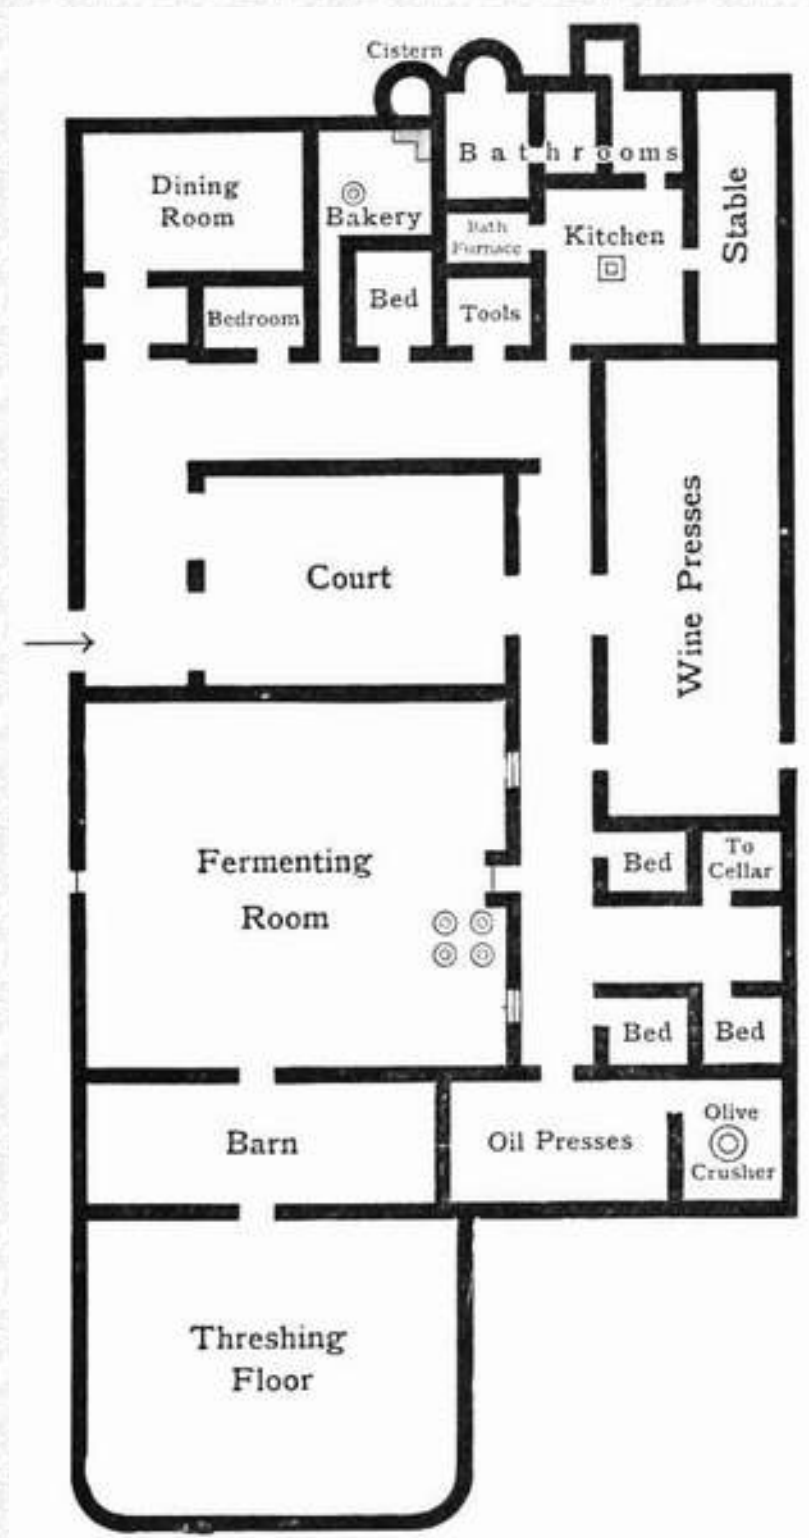 Cistern
Bathrooms
Dining
Room
Bakery
Stable
Bath
Furnace
Kitchen
Bed
Bedroom
Tools
Court
Wine Presses
Fermenting
Room
Bed
To
Cellar
Bed
Bed
Barn
Oil Presses
Olive
Crusher
Threshing
Floor